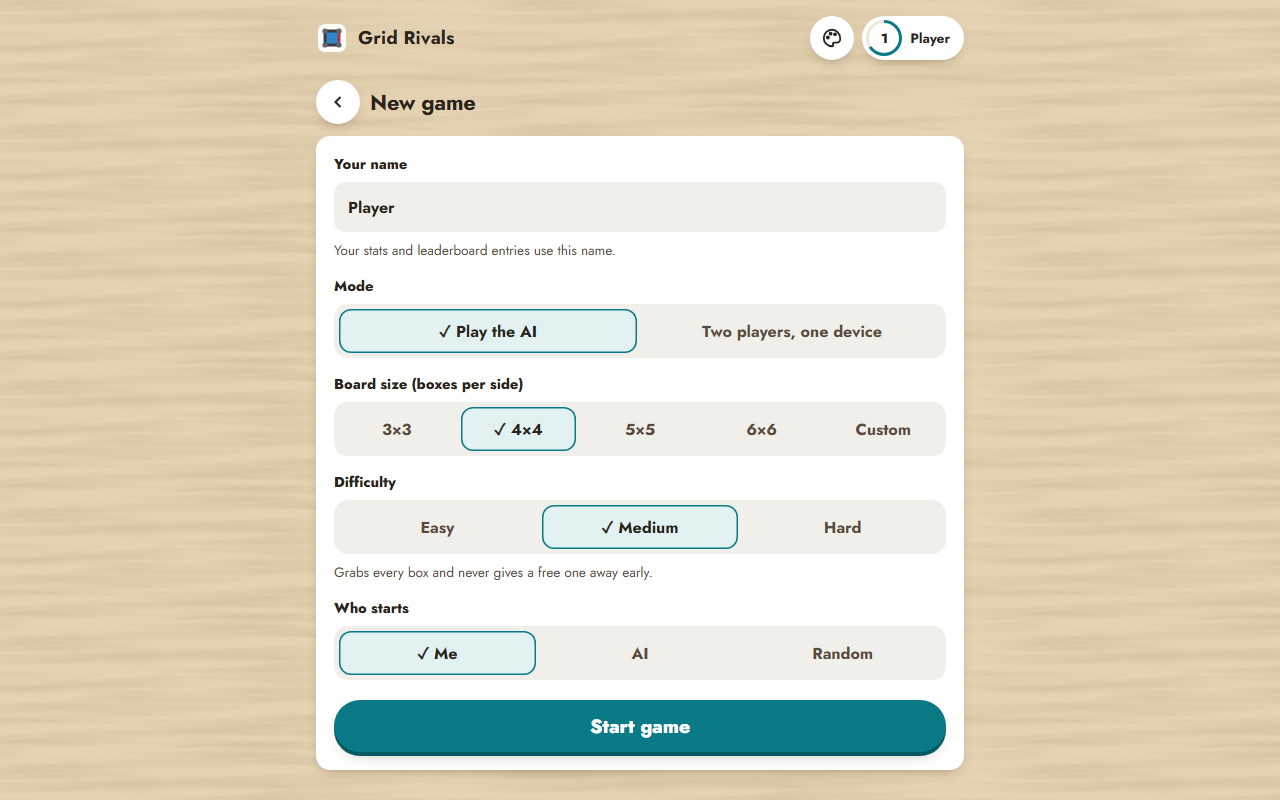 Grid Rivals
1 Player
New game
Your name
Player
Your stats and leaderboard entries use this name.
Mode
✓ Play the AI Two players, one device
Board size (boxes per side)
3×3 ✓ 4×4 5×5 6×6 Custom
Difficulty
Easy ✓ Medium Hard
Grabs every box and never gives a free one away early.
Who starts
✓ Me AI Random
Start game